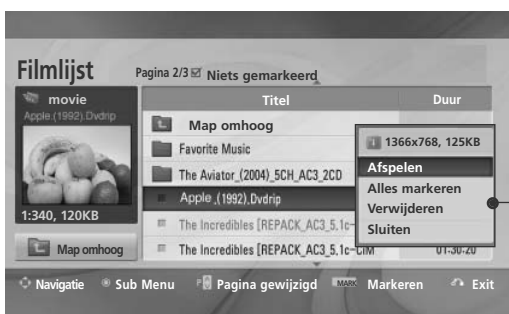 Filmlijst
Pagina 2/3 Niets gemarkeerd
movie
Apple.(1992).Dvdrip
1:340, 120KB
Map omhoog
Titel
Duur
Map omhoog
Favorite Music
The Aviator_(2004)_5CH_AC3_2CD
Apple .(1992).Dvdrip
The Incredibles [REPACK_AC3_5.1c-
The Incredibles [REPACK_AC3_5.1c-CIM
01:30:20
1366x768, 125KB
Afspelen
Alles markeren
Verwijderen
Sluiten
Navigatie
Sub Menu
P Pagina gewijzigd
MARK Markeren
Exit